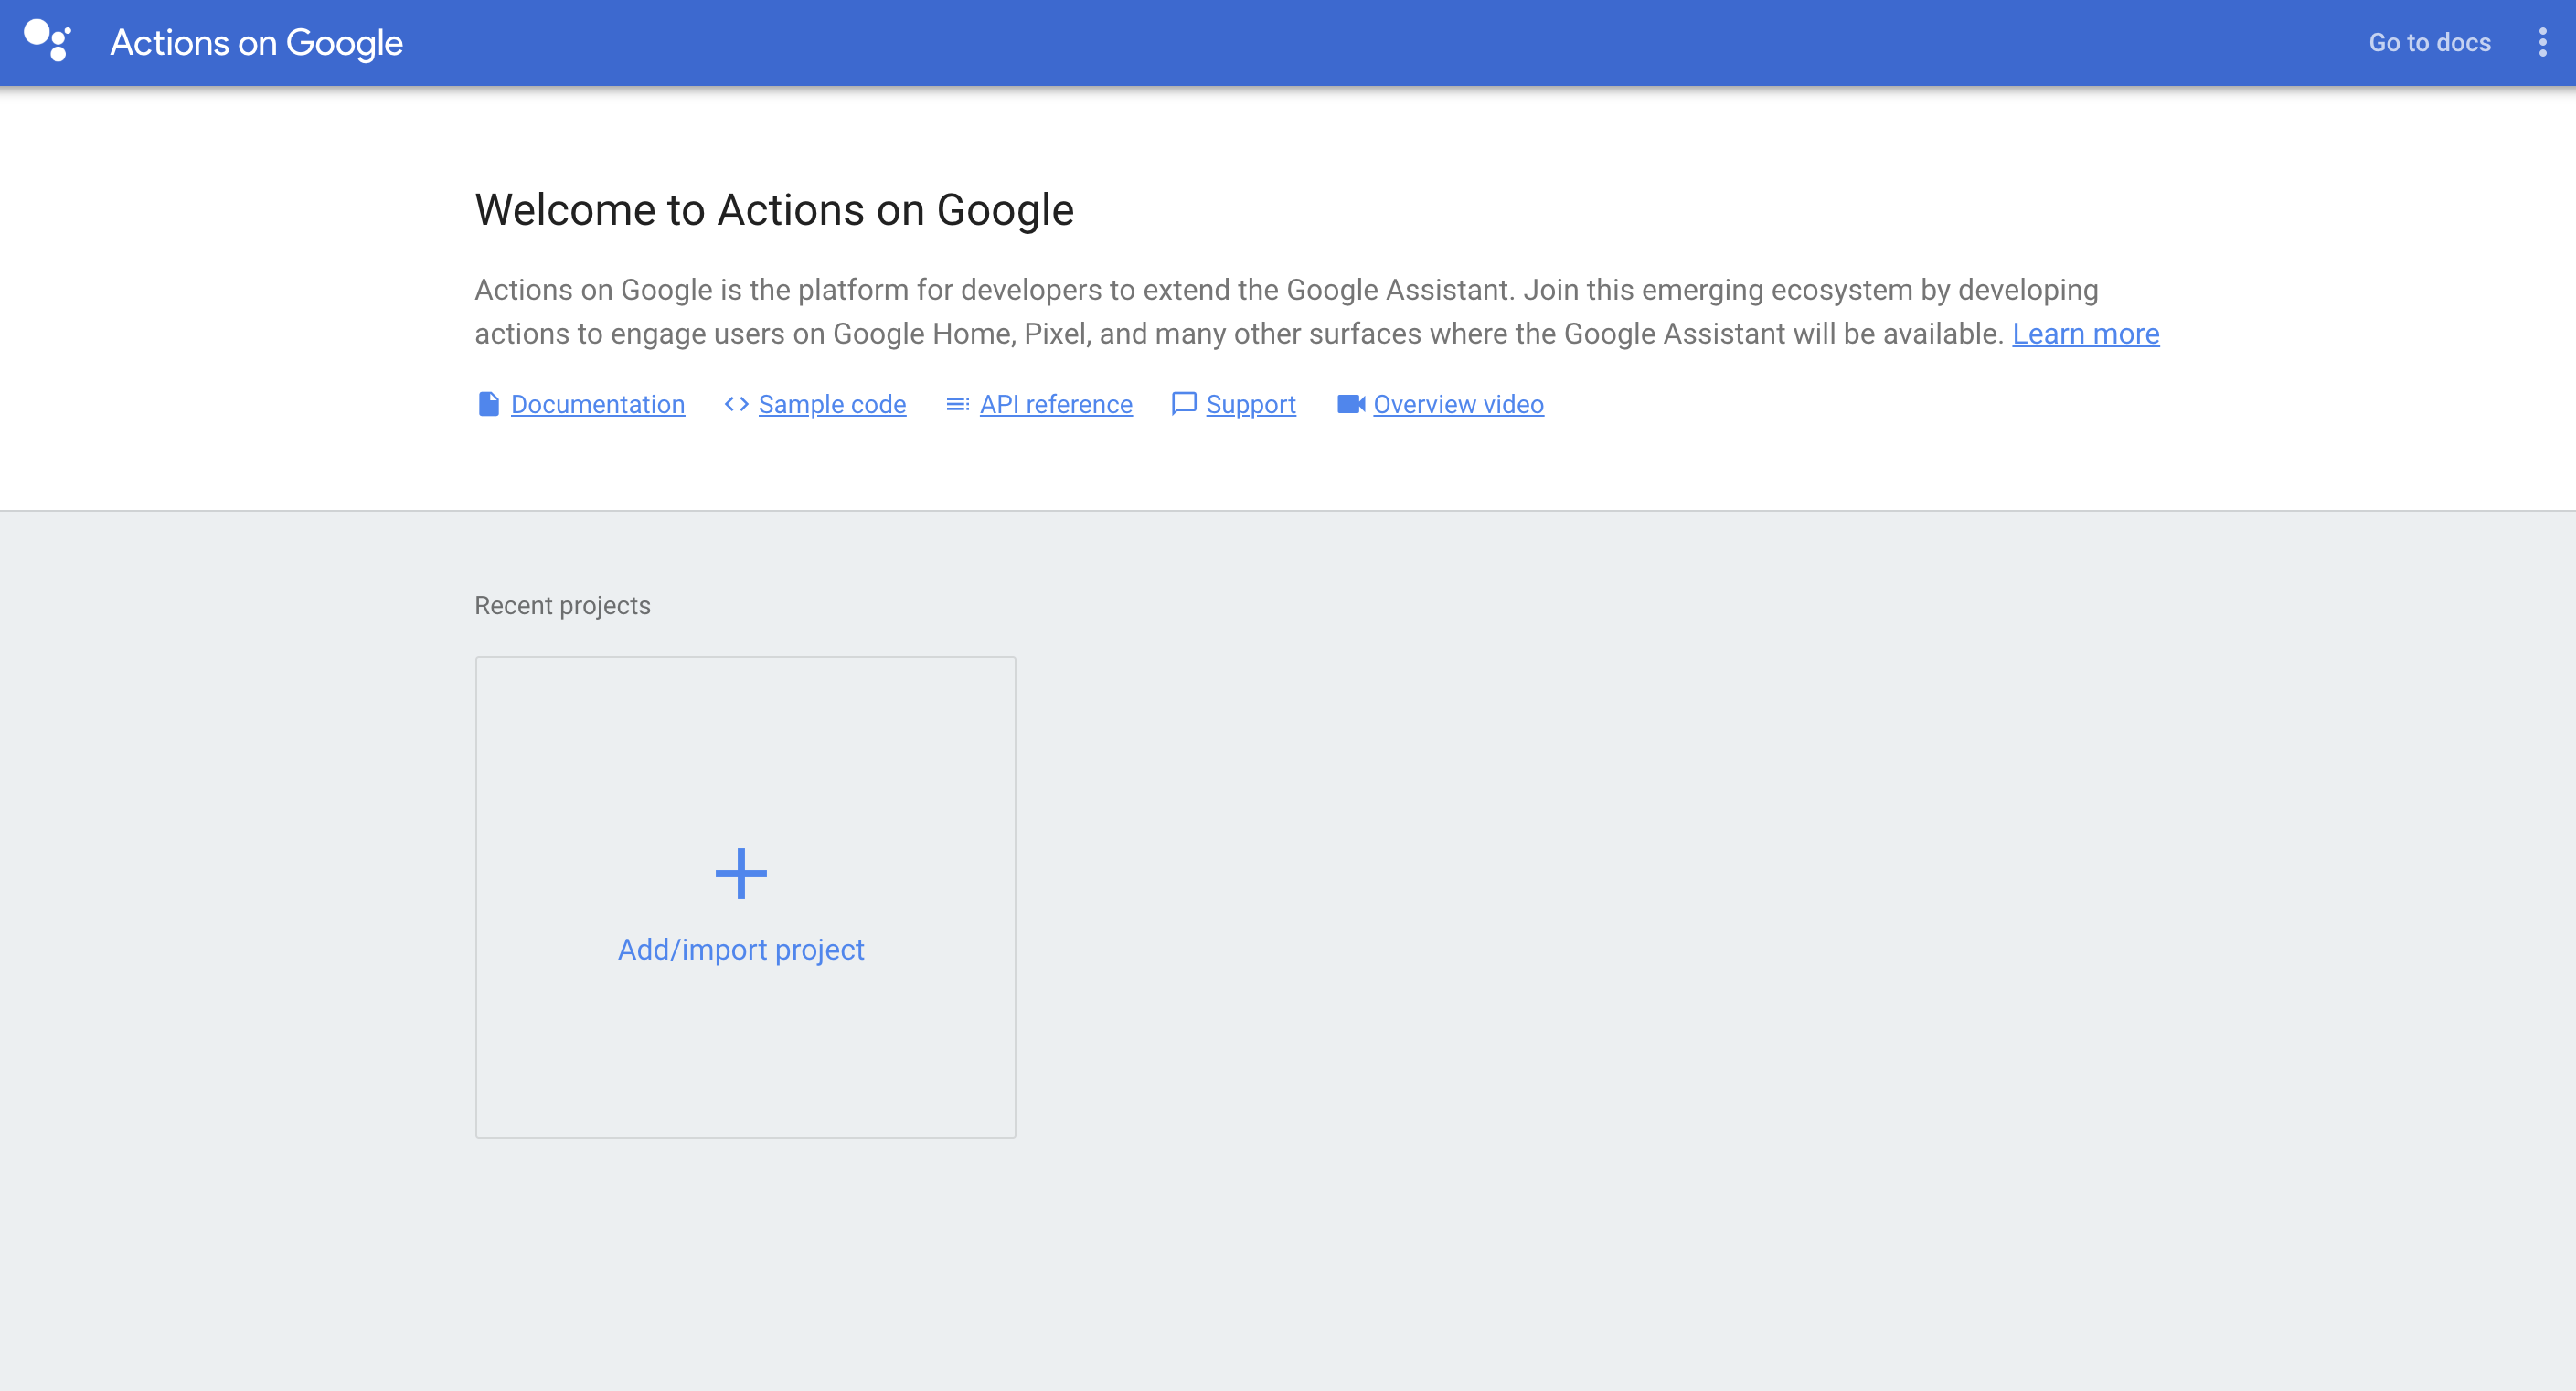 Actions on Google
Go to docs
Welcome to Actions on Google
Actions on Google is the platform for developers to extend the Google Assistant. Join this emerging ecosystem by developing
actions to engage users on Google Home, Pixel, and many other surfaces where the Google Assistant will be available. Learn more
Documentation Sample code API reference Support Overview video
Recent projects
Add/import project